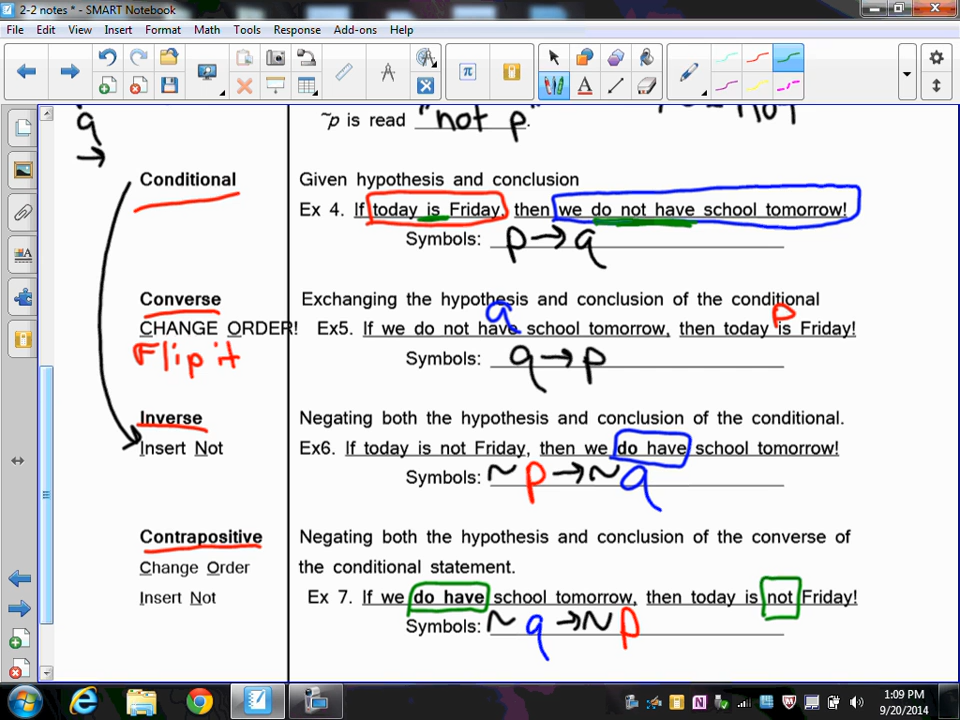 2-2 notes * - SMART Notebook
File Edit View Insert Format Math Tools Response Add-ons Help
q
→
~p is read "not p".
Conditional Given hypothesis and conclusion
Ex 4. If today is Friday, then we do not have school tomorrow!
Symbols: p → q
Converse Exchanging the hypothesis and conclusion of the conditional
q p
CHANGE ORDER! Ex5. If we do not have school tomorrow, then today is Friday!
Flip it Symbols: q → p
Inverse Negating both the hypothesis and conclusion of the conditional.
Insert Not Ex6. If today is not Friday, then we do have school tomorrow!
Symbols: ~p → ~q
Contrapositive Negating both the hypothesis and conclusion of the converse of
Change Order the conditional statement.
Insert Not Ex 7. If we do have school tomorrow, then today is not Friday!
Symbols: ~q → ~p
1:09 PM
9/20/2014